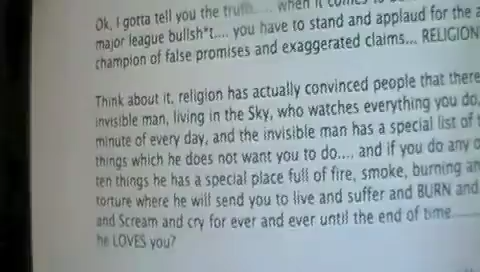 Ok, I gotta tell you the truth.... when it comes to
major league bullsh*t.... you have to stand and applaud for the a
champion of false promises and exaggerated claims... RELIGION
Think about it, religion has actually convinced people that there
invisible man, living in the Sky, who watches everything you do,
minute of every day, and the invisible man has a special list of
things which he does not want you to do...., and if you do any o
ten things he has a special place full of fire, smoke, burning an
torture where he will send you to live and suffer and BURN and
and Scream and cry for ever and ever until the end of time........
he LOVES you?